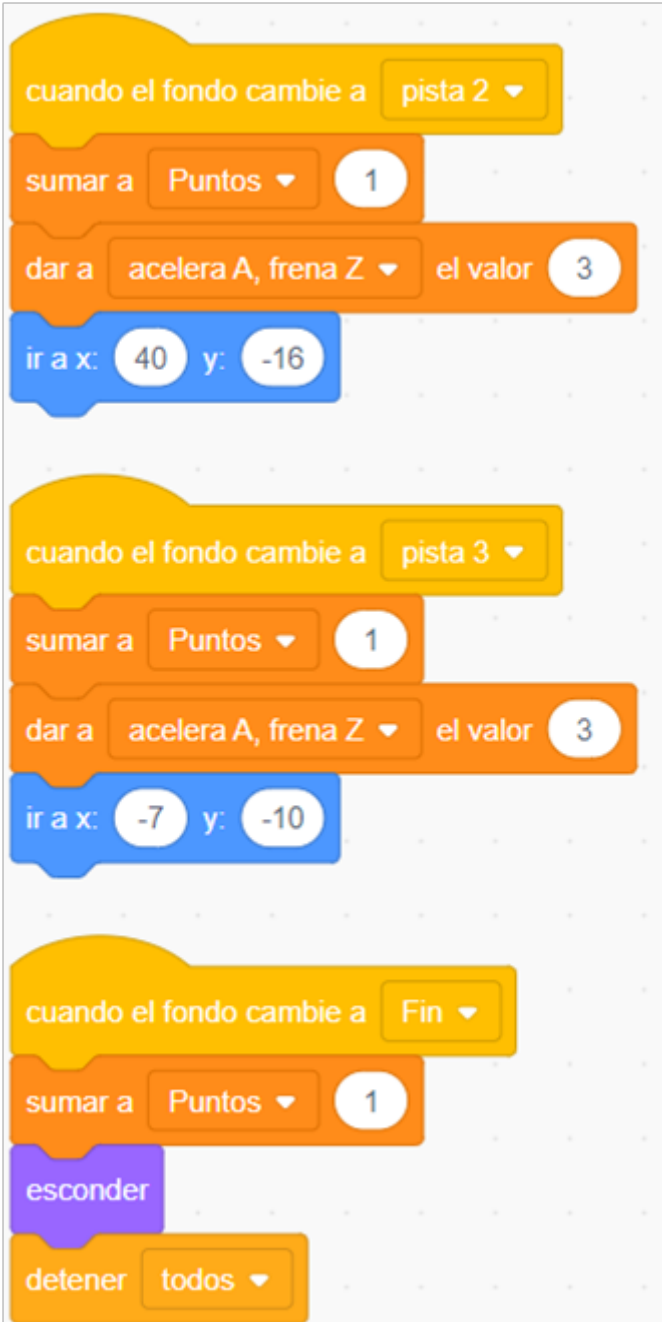 cuando el fondo cambie a pista 2
sumar a Puntos 1
dar a acelera A, frena Z el valor 3
ir a x: 40 y: -16
cuando el fondo cambie a pista 3
sumar a Puntos 1
dar a acelera A, frena Z el valor 3
ir a x: -7 y: -10
cuando el fondo cambie a Fin
sumar a Puntos 1
esconder
detener todos